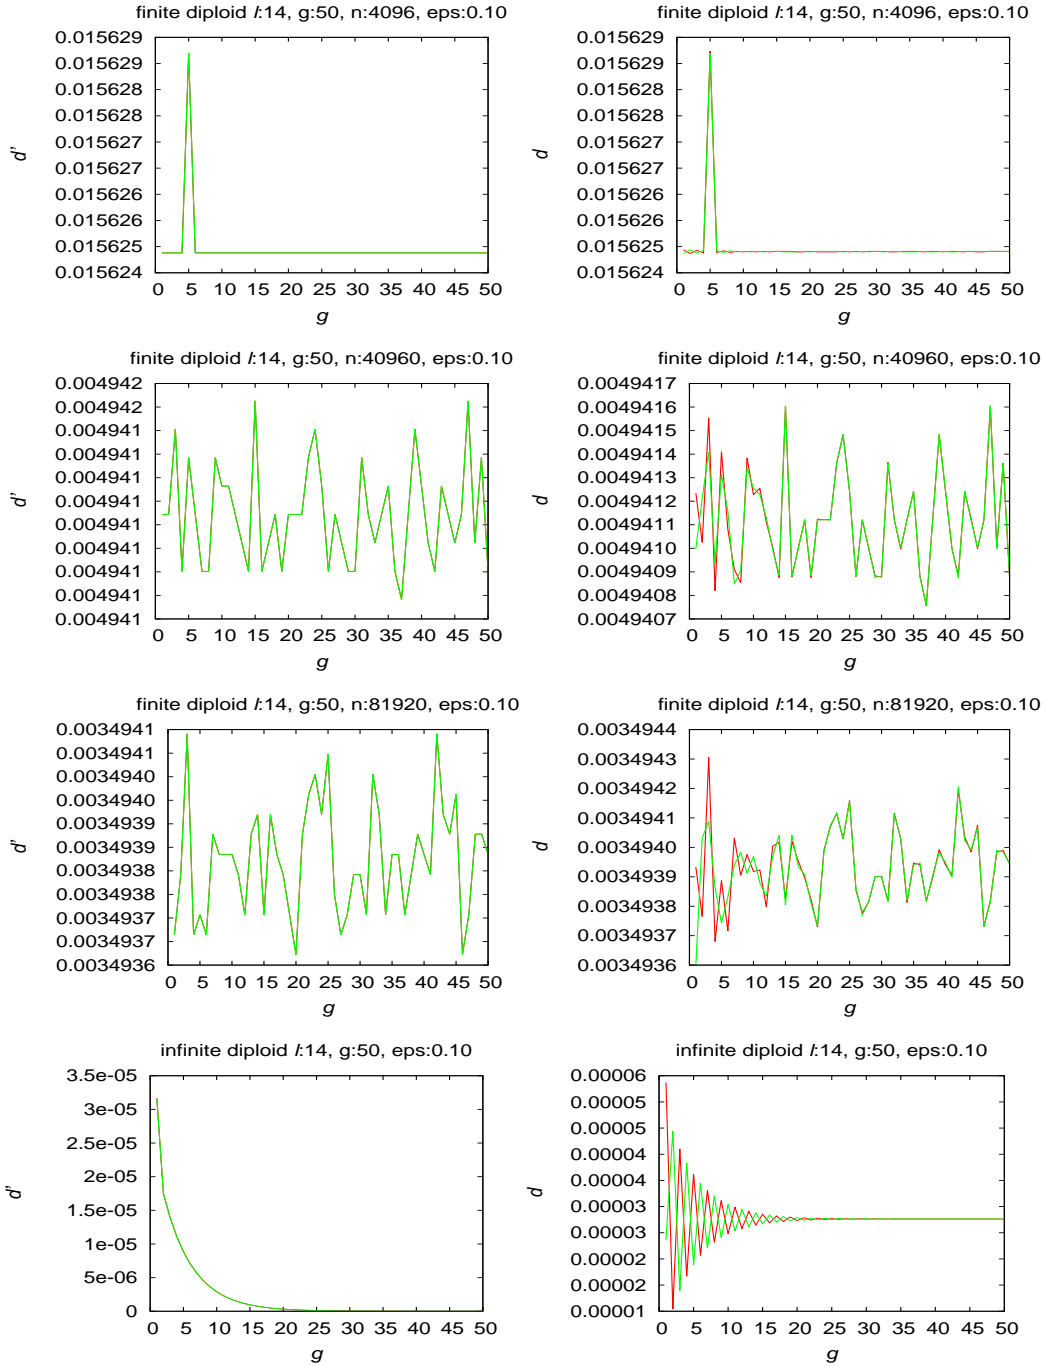 finite diploid l:14, g:50, n:4096, eps:0.10
0.015629
0.015629
0.015628
0.015628
0.015627
0.015627
0.015626
0.015626
0.015625
0.015624
d'
0 5 10 15 20 25 30 35 40 45 50
g
finite diploid l:14, g:50, n:4096, eps:0.10
0.015629
0.015629
0.015628
0.015628
0.015627
0.015627
0.015626
0.015626
0.015625
0.015624
d
0 5 10 15 20 25 30 35 40 45 50
g
finite diploid l:14, g:50, n:40960, eps:0.10
0.004942
0.004942
0.004941
0.004941
0.004941
0.004941
0.004941
0.004941
0.004941
0.004941
0.004941
d'
0 5 10 15 20 25 30 35 40 45 50
g
finite diploid l:14, g:50, n:40960, eps:0.10
0.0049417
0.0049416
0.0049415
0.0049414
0.0049413
0.0049412
0.0049411
0.0049410
0.0049409
0.0049408
0.0049407
d
0 5 10 15 20 25 30 35 40 45 50
g
finite diploid l:14, g:50, n:81920, eps:0.10
0.0034941
0.0034941
0.0034940
0.0034940
0.0034939
0.0034939
0.0034938
0.0034938
0.0034937
0.0034937
0.0034936
d'
0 5 10 15 20 25 30 35 40 45 50
g
finite diploid l:14, g:50, n:81920, eps:0.10
0.0034944
0.0034943
0.0034942
0.0034941
0.0034940
0.0034939
0.0034938
0.0034937
0.0034936
d
0 5 10 15 20 25 30 35 40 45 50
g
infinite diploid l:14, g:50, eps:0.10
3.5e-05
3e-05
2.5e-05
2e-05
1.5e-05
1e-05
5e-06
0
d'
0 5 10 15 20 25 30 35 40 45 50
g
infinite diploid l:14, g:50, eps:0.10
0.00006
0.00005
0.00005
0.00004
0.00004
0.00003
0.00003
0.00002
0.00002
0.00001
d
0 5 10 15 20 25 30 35 40 45 50
g